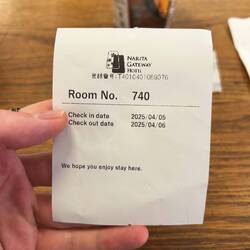 NARITA
GATEWAY
HOTEL
登録番号:T4010401089076
Room No. 740
Check in date 2025/04/05
Check out date 2025/04/06
We hope you enjoy stay here.